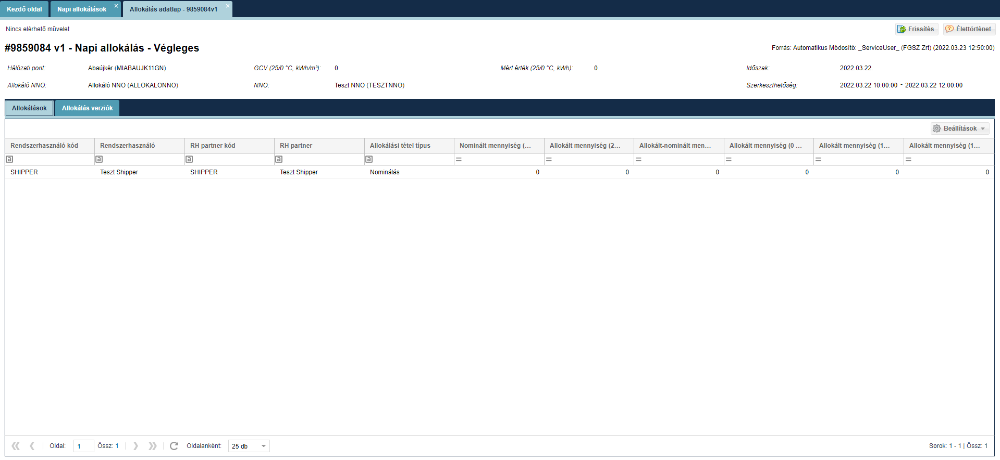 Kezdő oldal Napi allokálások × Allokálás adatlap - 9859084v1 ×
Nincs elérhető művelet Frissítés Élettörténet
#9859084 v1 - Napi allokálás - Végleges Forrás: Automatikus Módosító: _ServiceUser_ (FGSZ Zrt) (2022.03.23 12:50:00)
Hálózati pont: Abaújkér (MIABAUJK11GN) GCV (25/0 °C, kWh/m³): 0 Mért érték (25/0 °C, kWh): 0 Időszak: 2022.03.22.
Allokáló NNO: Allokáló NNO (ALLOKALONNO) NNO: Teszt NNO (TESZTNNO) Szerkeszthetőség: 2022.03.22 10:00:00 - 2022.03.22 12:00:00
Allokálások Allokálás verziók
Beállítások
Rendszerhasználó kód Rendszerhasználó RH partner kód RH partner Allokálási tétel típus Nominált mennyiség (... Allokált mennyiség (2... Allokált-nominált men... Allokált mennyiség (0 ... Allokált mennyiség (1... Allokált mennyiség (1...
a a a a a = = = = = =
SHIPPER Teszt Shipper SHIPPER Teszt Shipper Nominálás 0 0 0 0 0 0
Oldal: 1 Össz: 1 Oldalanként: 25 db Sorok: 1 - 1 | Össz: 1